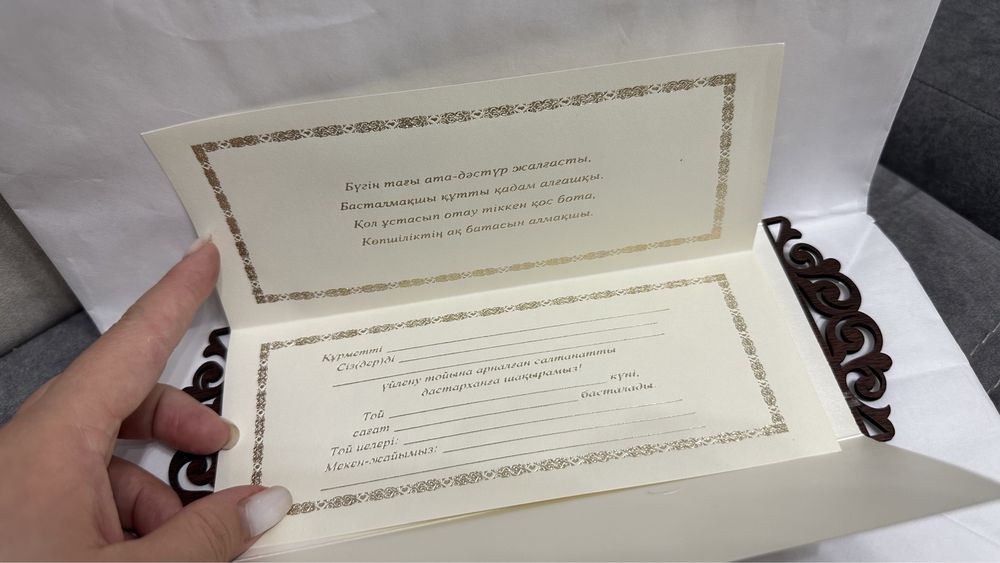 Бүгін тағы ата-дәстүр жалғасты,
Басталмақшы құтты қадам алғашқы.
Қол ұстасып отау тіккен қос бота,
Көпшіліктің ақ батасын алмақшы.
Құрметті
Сіз(дер)ді
үйлену тойына арналған салтанатты
дастарханға шақырамыз!
Той күні,
сағат басталады.
Той иелері:
Мекен-жайымыз: